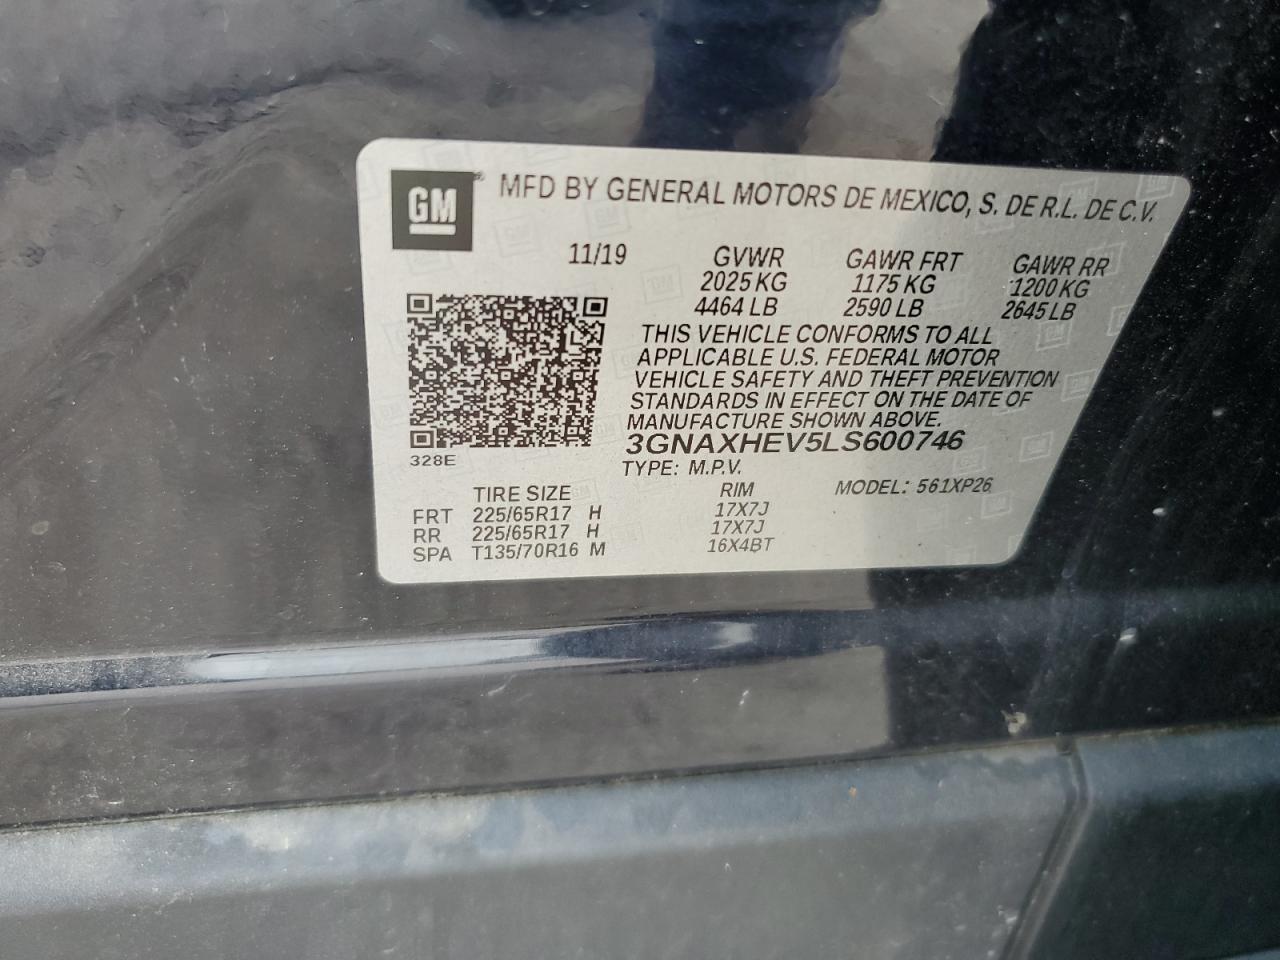 GM ® MFD BY GENERAL MOTORS DE MEXICO, S. DE R.L. DE C.V.
11/19 GVWR GAWR FRT GAWR RR
2025 KG 1175 KG 1200 KG
4464 LB 2590 LB 2645 LB
THIS VEHICLE CONFORMS TO ALL
APPLICABLE U.S. FEDERAL MOTOR
VEHICLE SAFETY AND THEFT PREVENTION
STANDARDS IN EFFECT ON THE DATE OF
MANUFACTURE SHOWN ABOVE.
3GNAXHEV5LS600746
328E
TYPE: M.P.V.
TIRE SIZE RIM MODEL: 561XP26
FRT 225/65R17 H 17X7J
RR 225/65R17 H 17X7J
SPA T135/70R16 M 16X4BT